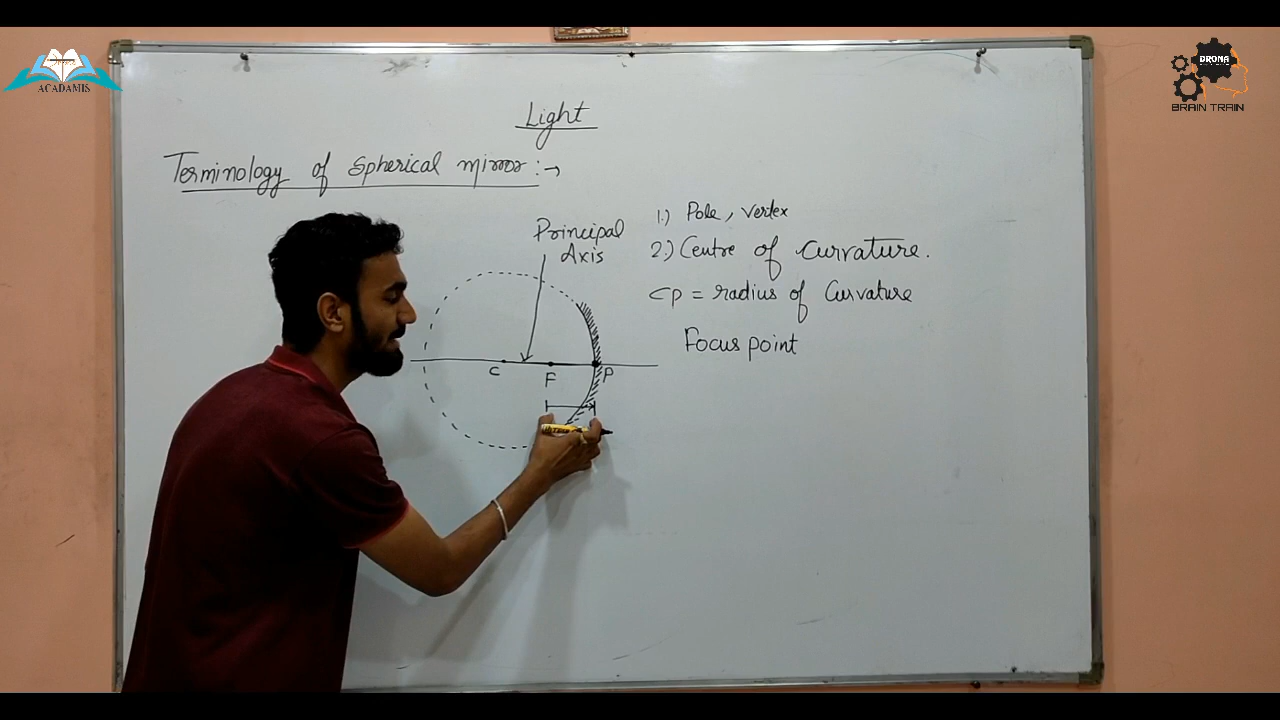 DRONA
ACADAMIS
BRAIN TRAIN
Light
Terminology of Spherical mirror :→
Principal
Axis
1.) Pole, Vertex
2.) Centre of Curvature.
CP = radius of Curvature
Focus point
C
F
P